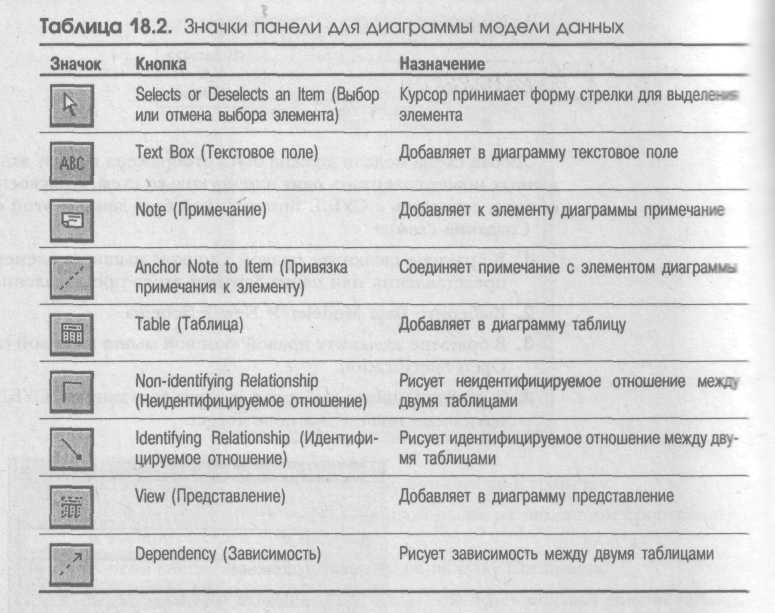 Таблица 18.2. Значки панели для диаграммы модели данных
Значок Кнопка Назначение
Selects or Deselects an Item (Выбор Курсор принимает форму стрелки для выделения
или отмена выбора элемента) элемента
ABC Text Box (Текстовое поле) Добавляет в диаграмму текстовое поле
Note (Примечание) Добавляет к элементу диаграммы примечание
Anchor Note to Item (Привязка Соединяет примечание с элементом диаграммы
примечания к элементу)
Table (Таблица) Добавляет в диаграмму таблицу
Non-identifying Relationship Рисует неидентифицируемое отношение между
(Неидентифицируемое отношение) двумя таблицами
Identifying Relationship (Идентифи- Рисует идентифицируемое отношение между дву-
цируемое отношение) мя таблицами
View (Представление) Добавляет в диаграмму представление
Dependency (Зависимость) Рисует зависимость между двумя таблицами